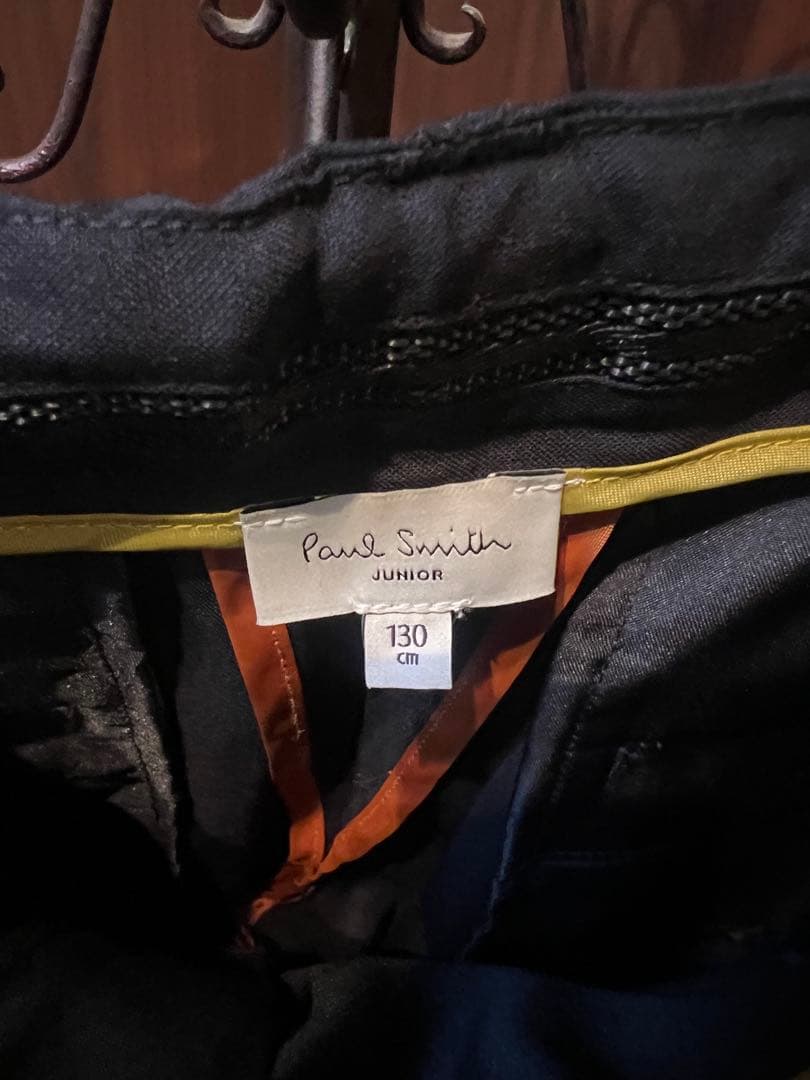 Paul Smith
JUNIOR
130
cm